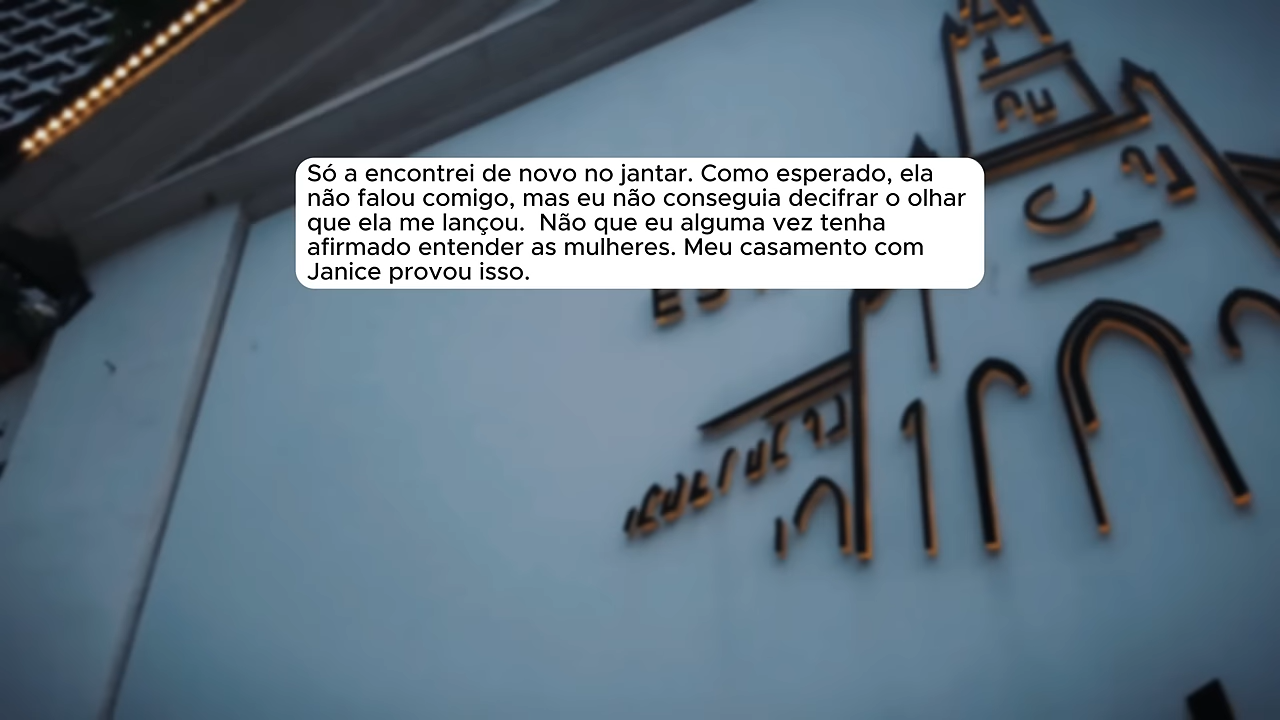 Só a encontrei de novo no jantar. Como esperado, ela
não falou comigo, mas eu não conseguia decifrar o olhar
que ela me lançou.  Não que eu alguma vez tenha
afirmado entender as mulheres. Meu casamento com
Janice provou isso.